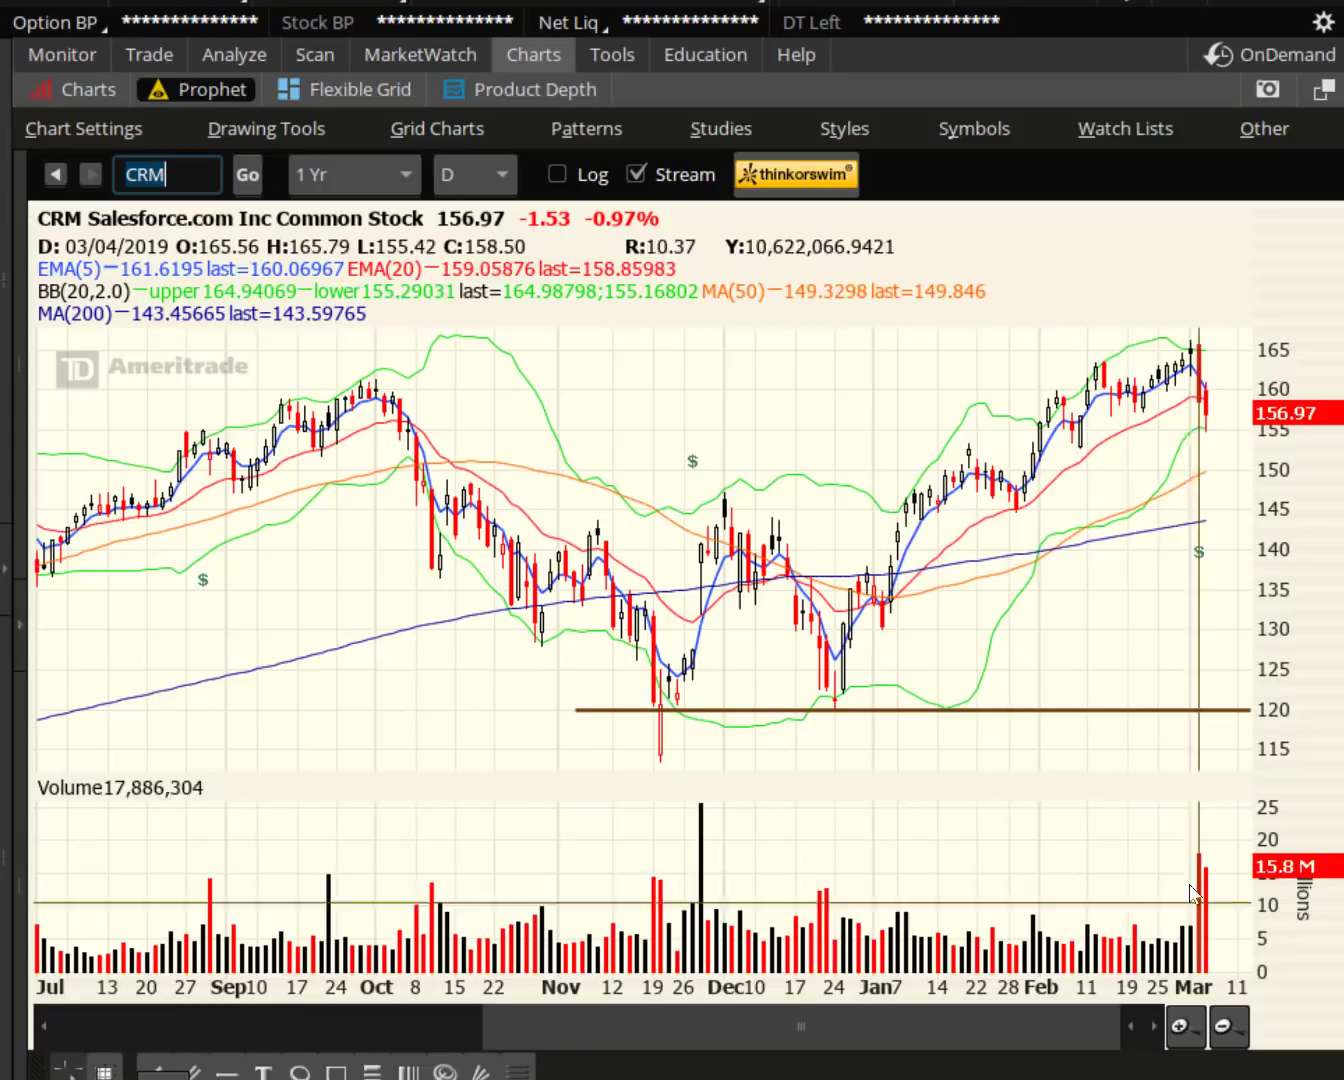 Option BP ************** Stock BP ************** Net Liq ************** DT Left **************
Monitor Trade Analyze Scan MarketWatch Charts Tools Education Help OnDemand
Charts Prophet Flexible Grid Product Depth
Chart Settings Drawing Tools Grid Charts Patterns Studies Styles Symbols Watch Lists Other
CRM Go 1 Yr D Log Stream thinkorswim®
CRM Salesforce.com Inc Common Stock 156.97 -1.53 -0.97%
D: 03/04/2019 O:165.56 H:165.79 L:155.42 C:158.50 R:10.37 Y:10,622,066.9421
EMA(5)—161.6195 last=160.06967 EMA(20)—159.05876 last=158.85983
BB(20,2.0)—upper 164.94069—lower 155.29031 last=164.98798;155.16802 MA(50)—149.3298 last=149.846
MA(200)—143.45665 last=143.59765
TD Ameritrade
165
160
156.97
155
150
$
145
140
$
$
135
130
125
120
115
Volume17,886,304
25
20
15.8 M
10
5
0
Jul 13 20 27 Sep10 17 24 Oct 8 15 22 Nov 12 19 26 Dec10 17 24 Jan7 14 22 28 Feb 11 19 25 Mar 11
T